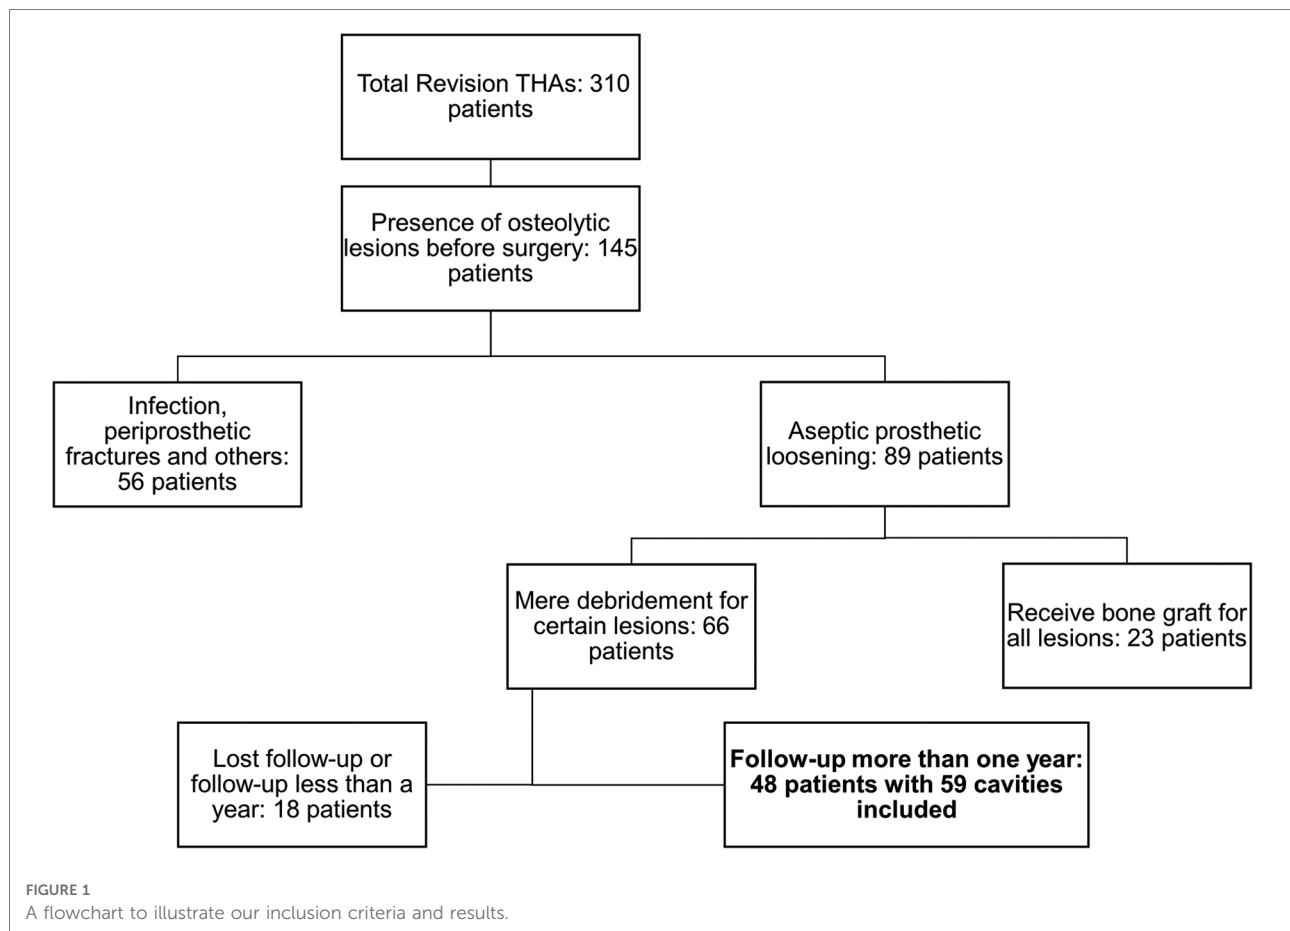 Total Revision THAs: 310
patients
Presence of osteolytic
lesions before surgery: 145
patients
Infection,
periprosthetic
fractures and others:
56 patients
Aseptic prosthetic
loosening: 89 patients
Mere debridement for
certain lesions: 66
patients
Receive bone graft for
all lesions: 23 patients
Lost follow-up or
follow-up less than a
year: 18 patients
Follow-up more than one year:
48 patients with 59 cavities
included
FIGURE 1
A flowchart to illustrate our inclusion criteria and results.